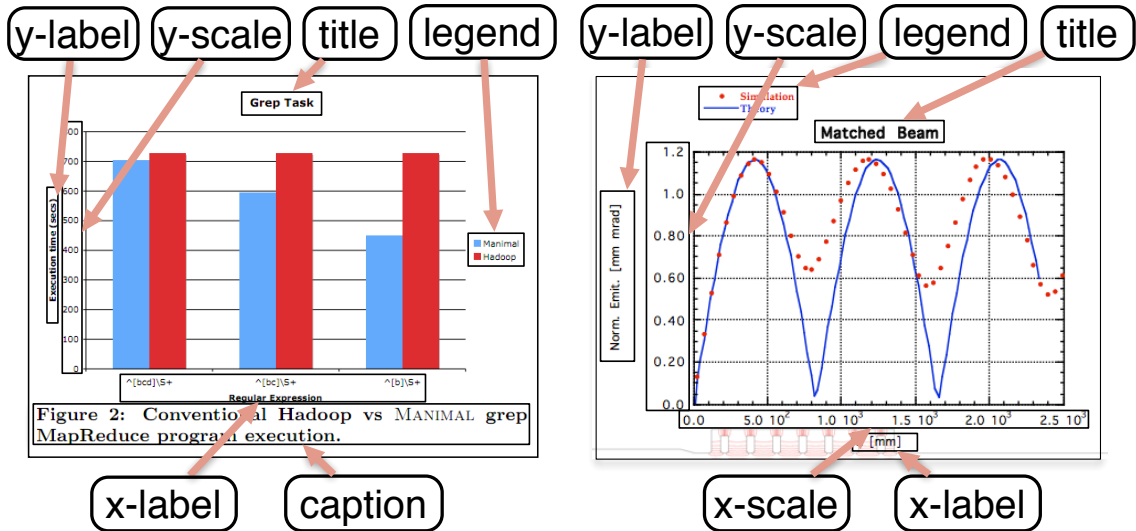 y-label y-scale title legend
Grep Task
800
700
600
500
400
300
200
100
0
Execution time (secs)
Manimal
Hadoop
^[bcd]\S+ ^[bc]\S+ ^[b]\S+
Regular Expression
Figure 2: Conventional Hadoop vs MANIMAL grep
MapReduce program execution.
x-label caption
y-label y-scale legend title
Simulation
Theory
Matched Beam
1.2
1.0
0.80
0.60
0.40
0.20
0.0
Norm. Emit. [mm mrad]
0.0 5.0 10² 1.0 10³ 1.5 10³ 2.0 10³ 2.5 10³
[mm]
x-scale x-label